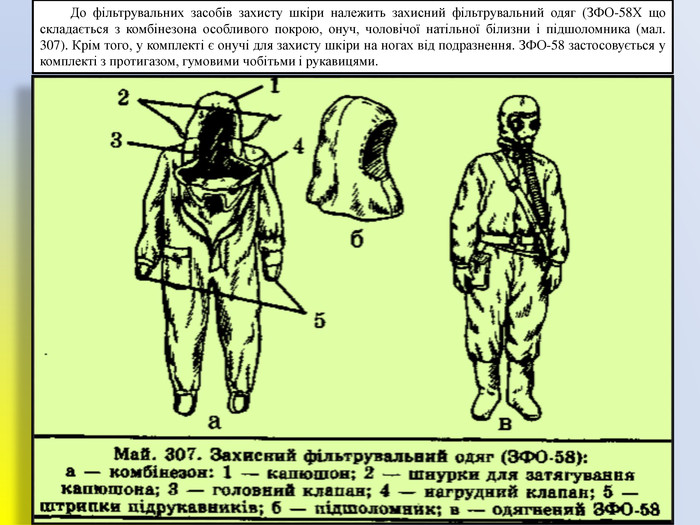 До фільтрувальних засобів захисту шкіри належить захисний фільтрувальний одяг (ЗФО-58Х що
складається з комбінезона особливого покрою, онуч, чоловічої натільної білизни і підшоломника (мал.
307). Крім того, у комплекті є онучі для захисту шкіри на ногах від подразнення. ЗФО-58 застосовується у
комплекті з протигазом, гумовими чобітьми і рукавицями.
1
2
3
4
б
5
а
в
Май. 307. Захисний фільтрувальний одяг (ЗФО-58):
а — комбінезон: 1 — капюшон; 2 — шнурки для затягування
капюшона; 3 — головний клапан; 4 — нагрудний клапан; 5 —
штрипки підрукавників; б — підшоломник; в — одягнений ЗФО-58